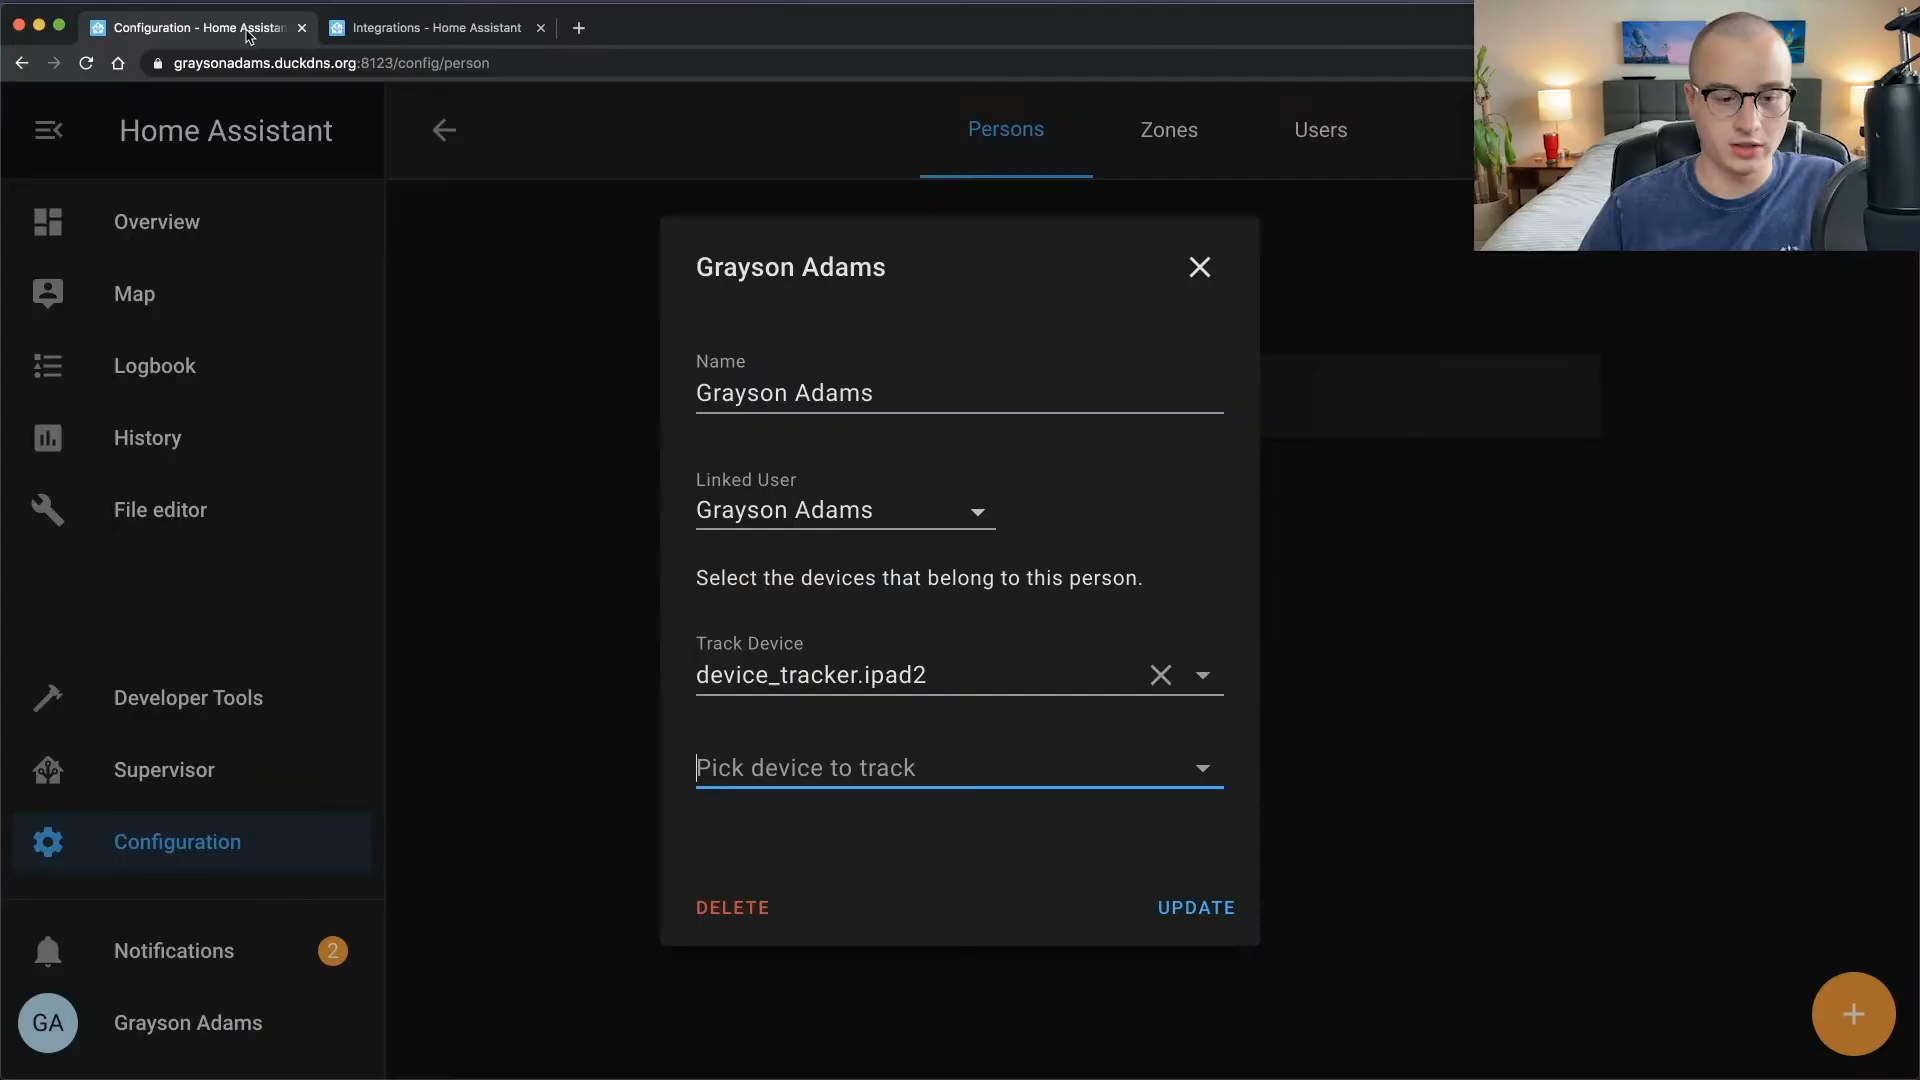 Configuration - Home Assistan
Integrations - Home Assistant
graysonadams.duckdns.org:8123/config/person
Home Assistant
Persons
Zones
Users
Overview
Map
Logbook
History
File editor
Developer Tools
Supervisor
Configuration
Notifications
2
GA
Grayson Adams
Grayson Adams
Name
Grayson Adams
Linked User
Grayson Adams
Select the devices that belong to this person.
Track Device
device_tracker.ipad2
Pick device to track
DELETE
UPDATE